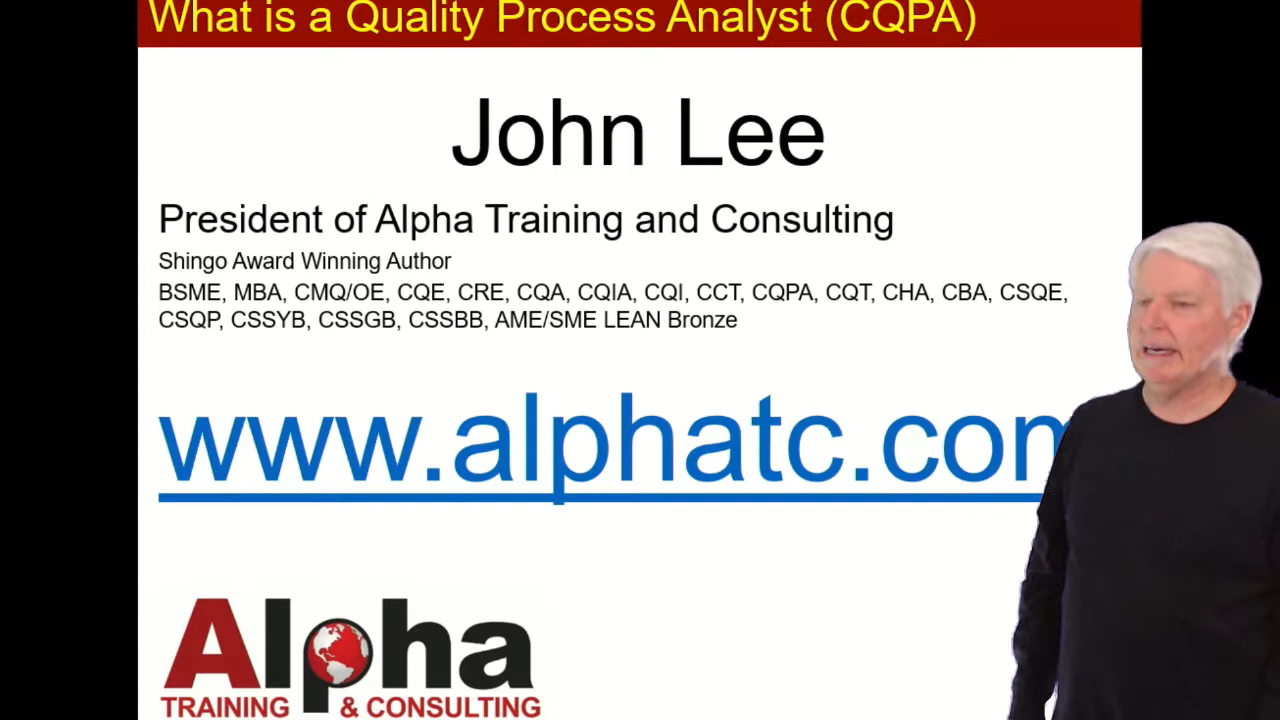 What is a Quality Process Analyst (CQPA)
John Lee
President of Alpha Training and Consulting
Shingo Award Winning Author
BSME, MBA, CMQ/OE, CQE, CRE, CQA, CQIA, CQI, CCT, CQPA, CQT, CHA, CBA, CSQE,
CSQP, CSSYB, CSSGB, CSSBB, AME/SME LEAN Bronze
www.alphatc.com
Alpha
TRAINING & CONSULTING